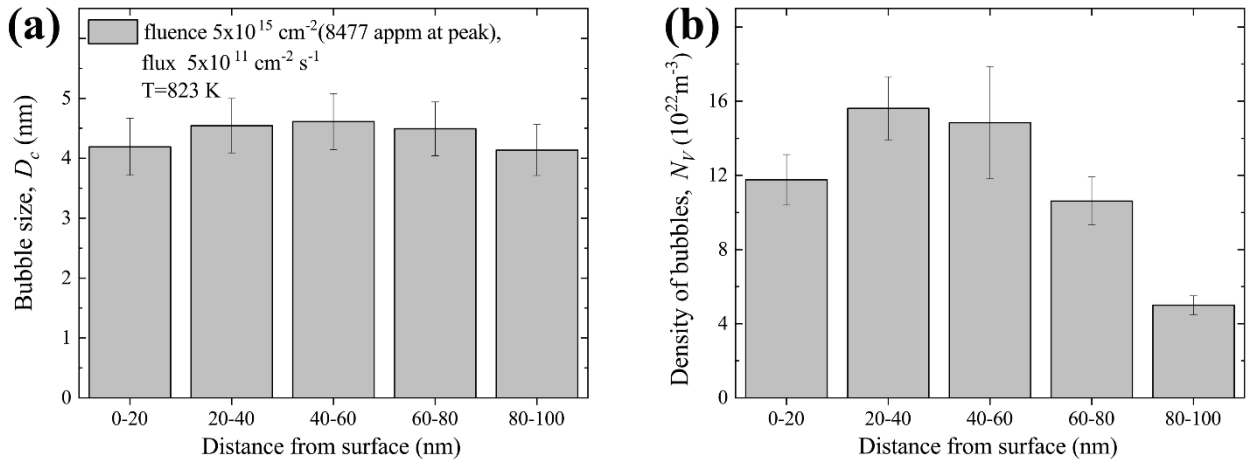 (a)
fluence 5x10¹⁵ cm⁻²(8477 appm at peak),
flux 5x10¹¹ cm⁻² s⁻¹
T=823 K
Bubble size, D_c (nm)
5
4
3
2
1
0
0-20 20-40 40-60 60-80 80-100
Distance from surface (nm)
(b)
Density of bubbles, N_V (10²²m⁻³)
20
16
12
8
4
0
0-20 20-40 40-60 60-80 80-100
Distance from surface (nm)